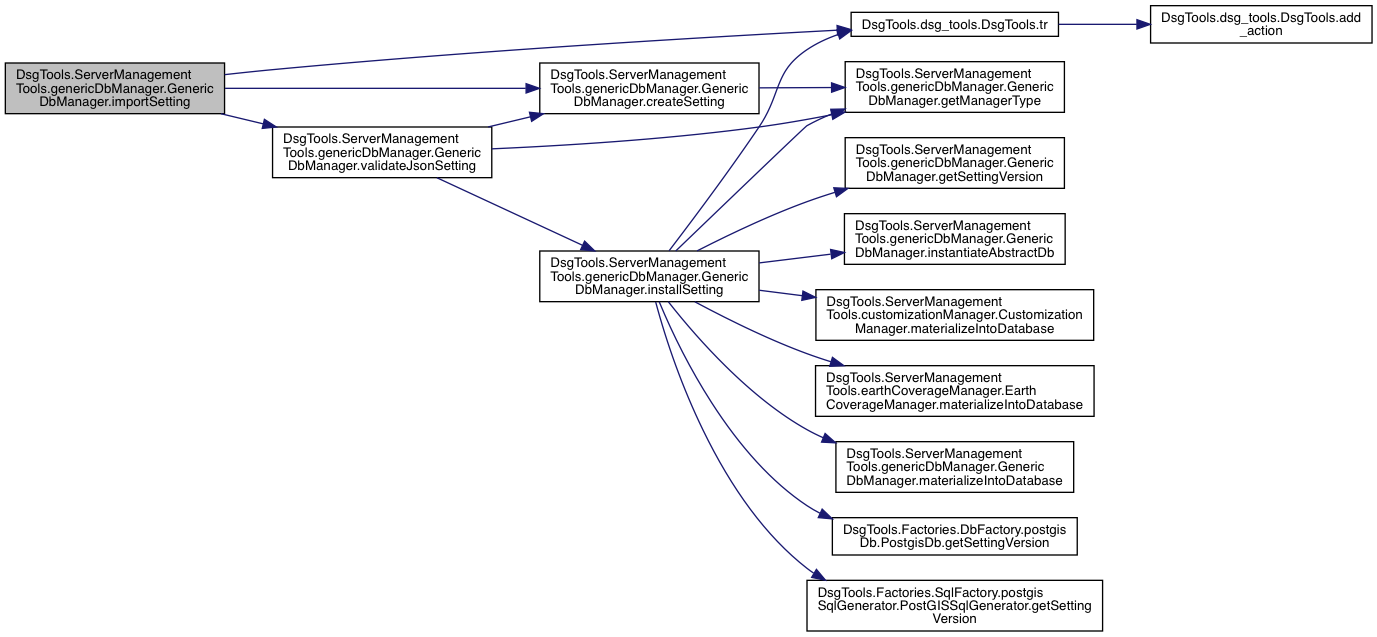 DsgTools.ServerManagement
Tools.genericDbManager.Generic
DbManager.importSetting
DsgTools.ServerManagement
Tools.genericDbManager.Generic
DbManager.validateJsonSetting
DsgTools.ServerManagement
Tools.genericDbManager.Generic
DbManager.createSetting
DsgTools.ServerManagement
Tools.genericDbManager.Generic
DbManager.installSetting
DsgTools.dsg_tools.DsgTools.tr
DsgTools.dsg_tools.DsgTools.add
_action
DsgTools.ServerManagement
Tools.genericDbManager.Generic
DbManager.getManagerType
DsgTools.ServerManagement
Tools.genericDbManager.Generic
DbManager.getSettingVersion
DsgTools.ServerManagement
Tools.genericDbManager.Generic
DbManager.instantiateAbstractDb
DsgTools.ServerManagement
Tools.customizationManager.Customization
Manager.materializeIntoDatabase
DsgTools.ServerManagement
Tools.earthCoverageManager.Earth
CoverageManager.materializeIntoDatabase
DsgTools.ServerManagement
Tools.genericDbManager.Generic
DbManager.materializeIntoDatabase
DsgTools.Factories.DbFactory.postgis
Db.PostgisDb.getSettingVersion
DsgTools.Factories.SqlFactory.postgis
SqlGenerator.PostGISSqlGenerator.getSetting
Version